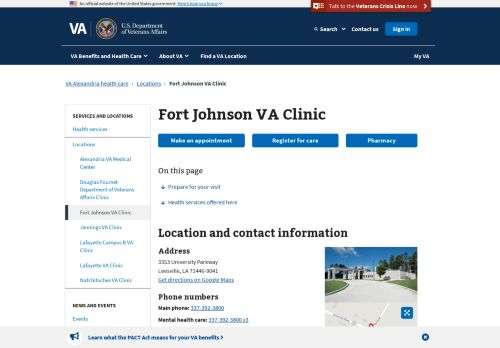 An official website of the United States government Here's how you know
Talk to the Veterans Crisis Line now
VA
U.S. Department
of Veterans Affairs
Search
Contact us
Sign in
VA Benefits and Health Care
About VA
Find a VA Location
My VA
VA Alexandria health care › Locations › Fort Johnson VA Clinic
SERVICES AND LOCATIONS
Health services
Locations
Alexandria VA Medical
Center
Douglas Fournet
Department of Veterans
Affairs Clinic
Fort Johnson VA Clinic
Jennings VA Clinic
Lafayette Campus B VA
Clinic
Lafayette VA Clinic
Natchitoches VA Clinic
NEWS AND EVENTS
Events
Fort Johnson VA Clinic
Make an appointment
Register for care
Pharmacy
On this page
Prepare for your visit
Health services offered here
Location and contact information
Address
3353 University Parkway
Leesville, LA 71446-9041
Get directions on Google Maps
Phone numbers
Main phone: 337-392-3800
Mental health care: 337-392-3800 x3
Learn what the PACT Act means for your VA benefits